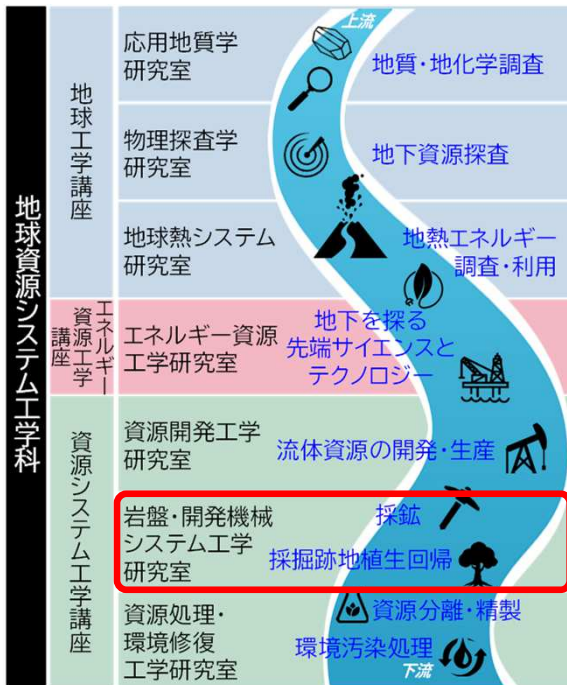 地球資源システム工学科
地球工学講座
応用地質学
研究室
上流
地質・地化学調査
物理探査学
研究室
地下資源探査
地球熱システム
研究室
地熱エネルギー
調査・利用
エネルギー
資源工学
講座
エネルギー資源
工学研究室
地下を探る
先端サイエンスと
テクノロジー
資源システム工学講座
資源開発工学
研究室
流体資源の開発・生産
岩盤・開発機械
システム工学
研究室
採鉱
採掘跡地植生回帰
資源処理・
環境修復
工学研究室
資源分離・精製
環境汚染処理
下流